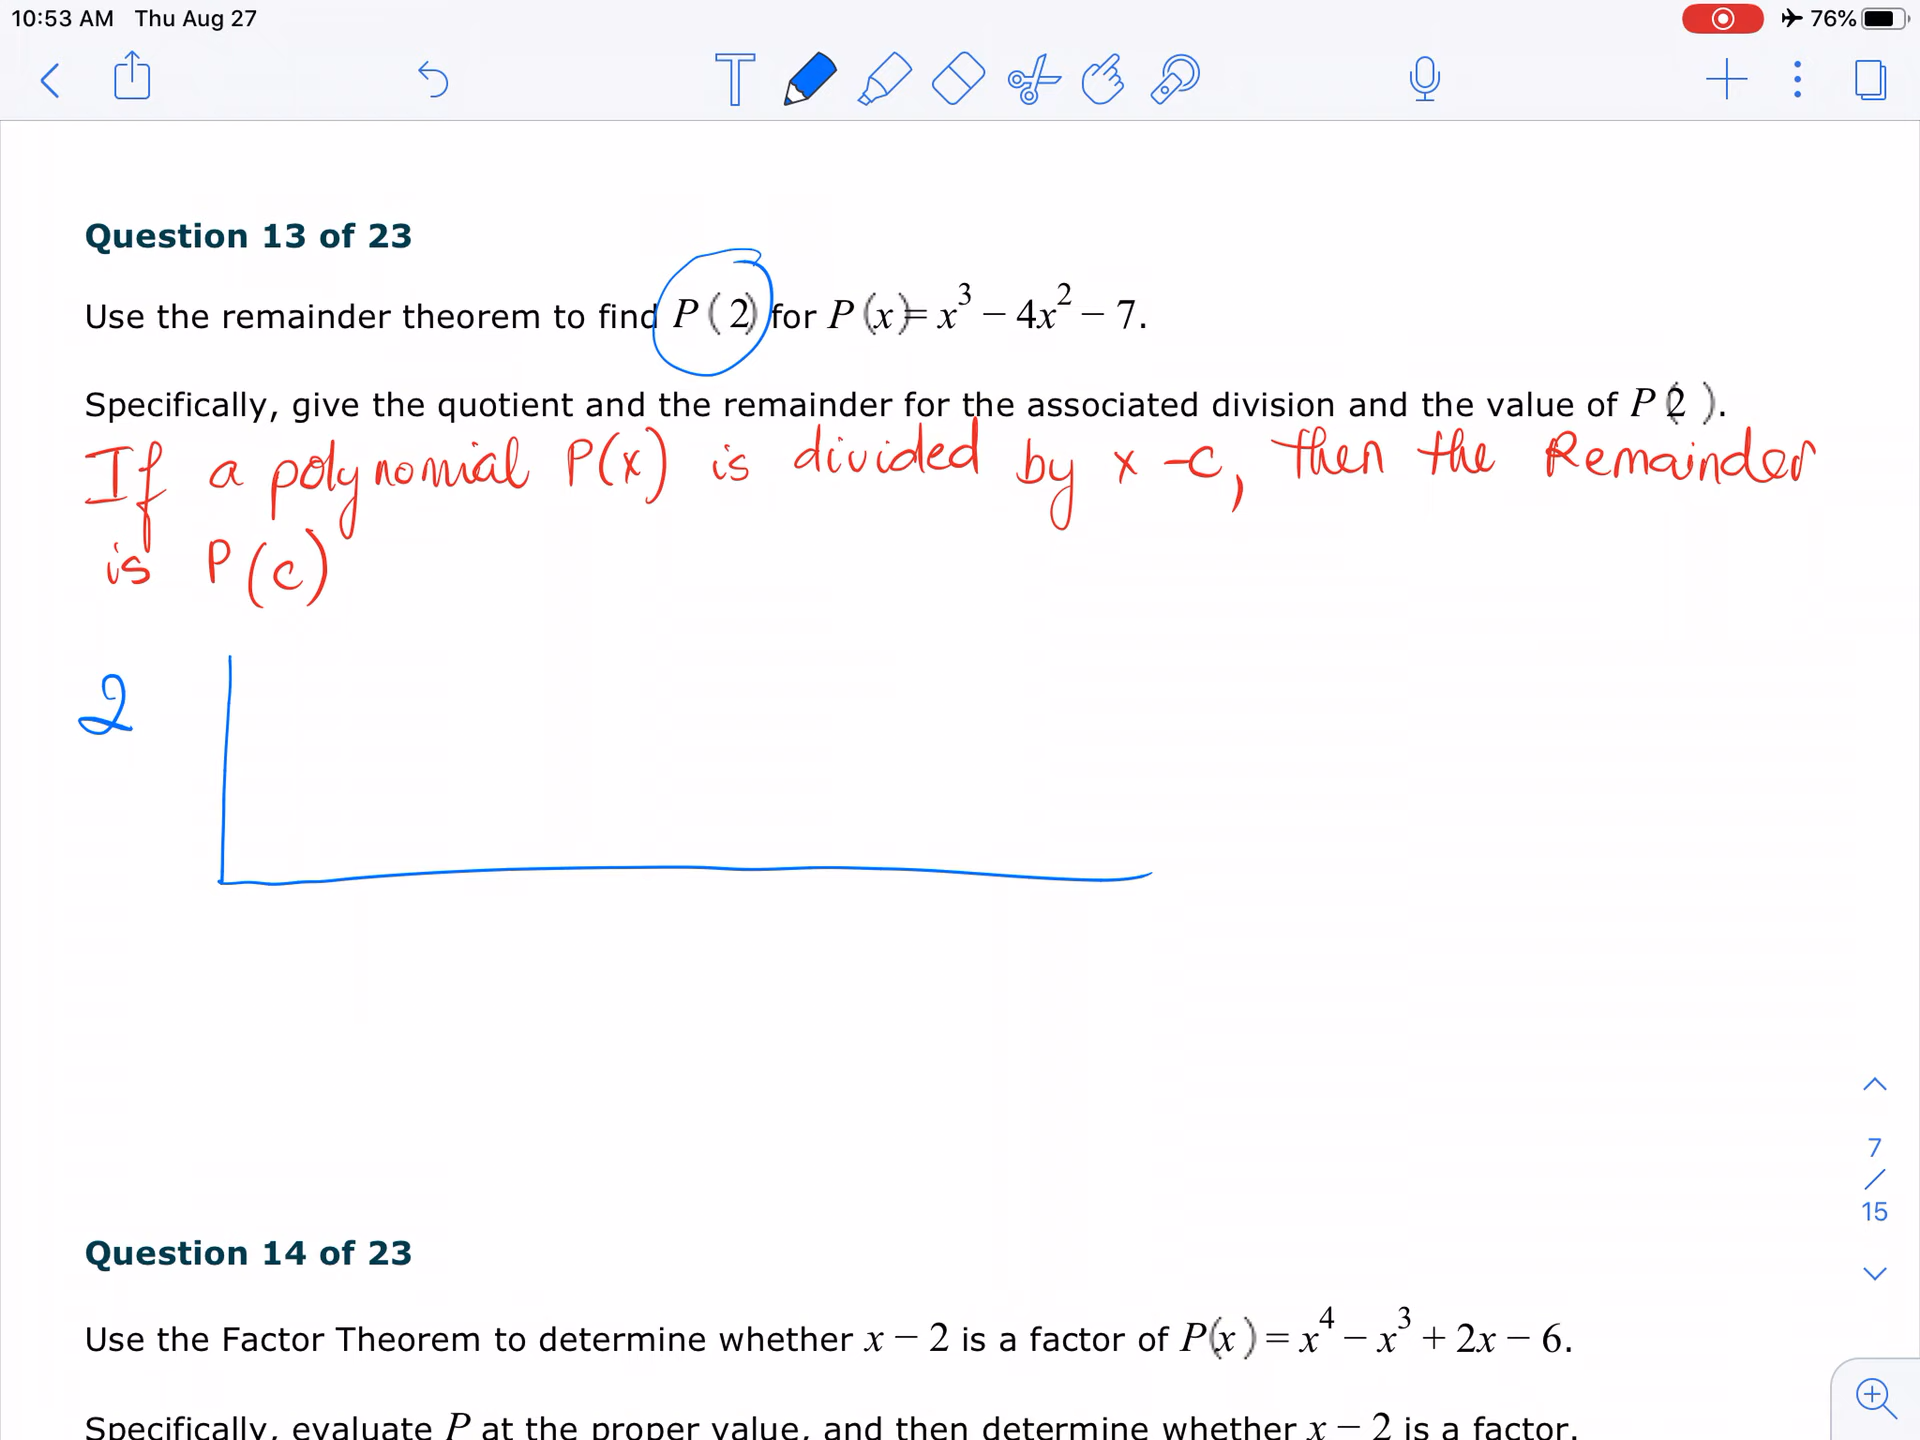 10:53 AM Thu Aug 27
76%
Question 13 of 23
Use the remainder theorem to find P(2) for P(x)= x³ − 4x² − 7.
Specifically, give the quotient and the remainder for the associated division and the value of P(2).
If a polynomial P(x) is divided by x - c, then the Remainder
is P(c)
2
7
/
15
Question 14 of 23
Use the Factor Theorem to determine whether x − 2 is a factor of P(x) = x⁴ − x³ + 2x − 6.
Specifically, evaluate P at the proper value, and then determine whether x − 2 is a factor.